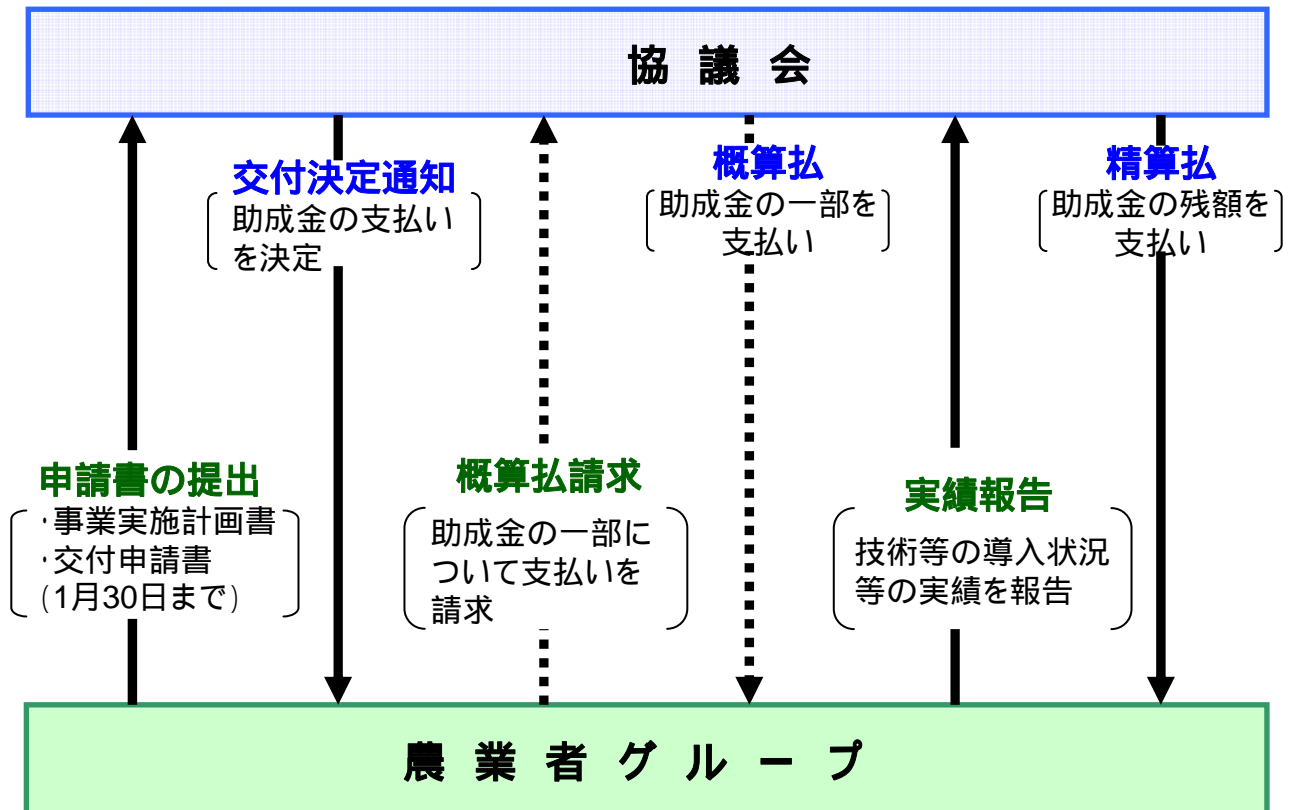 協議会
交付決定通知
助成金の支払い
を決定
概算払
助成金の一部を
支払い
精算払
助成金の残額を
支払い
申請書の提出
・事業実施計画書
・交付申請書
(1月30日まで)
概算払請求
助成金の一部に
ついて支払いを
請求
実績報告
技術等の導入状況
等の実績を報告
農業者グループ